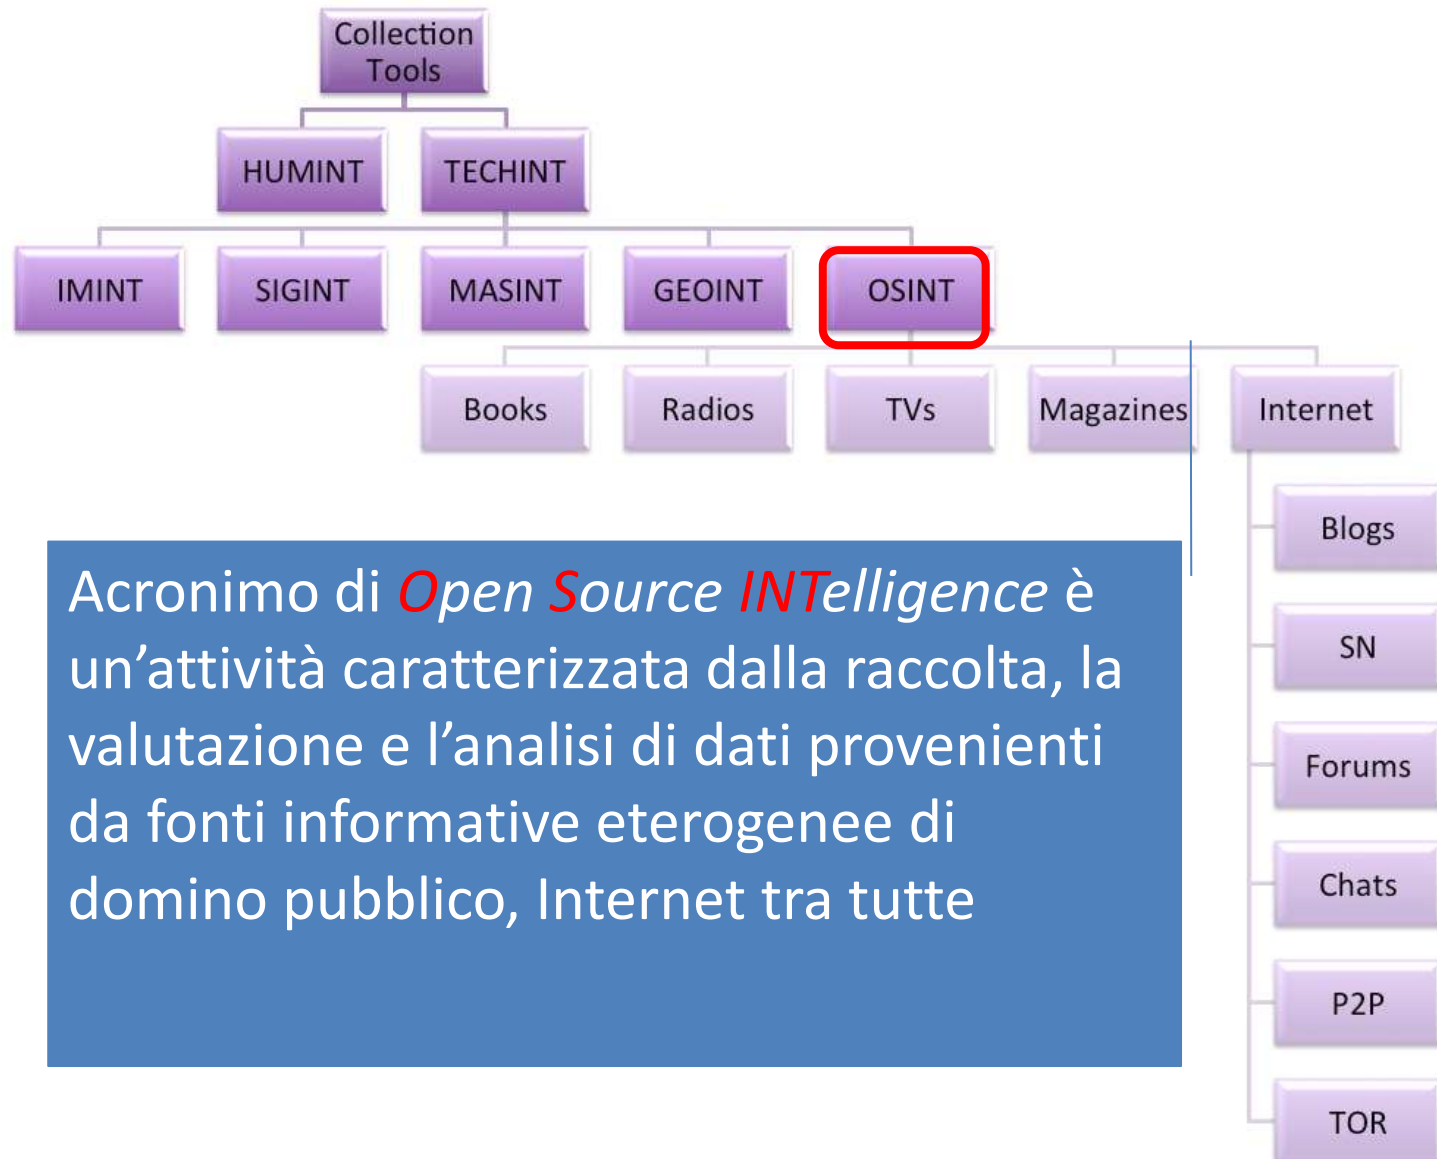 Collection
Tools
HUMINT
TECHINT
IMINT
SIGINT
MASINT
GEOINT
OSINT
Books
Radios
TVs
Magazines
Internet
Blogs
SN
Forums
Chats
P2P
TOR
Acronimo di Open Source INTelligence è
un’attività caratterizzata dalla raccolta, la
valutazione e l’analisi di dati provenienti
da fonti informative eterogenee di
domino pubblico, Internet tra tutte